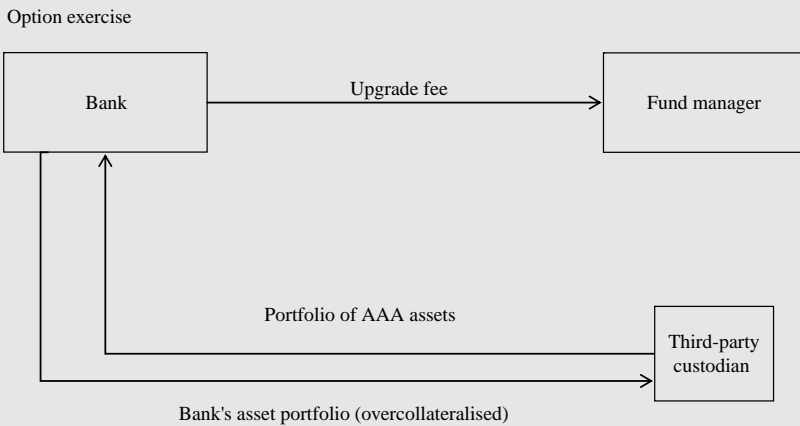 Option exercise
Bank
Upgrade fee
Fund manager
Portfolio of AAA assets
Third-party
custodian
Bank's asset portfolio (overcollateralised)